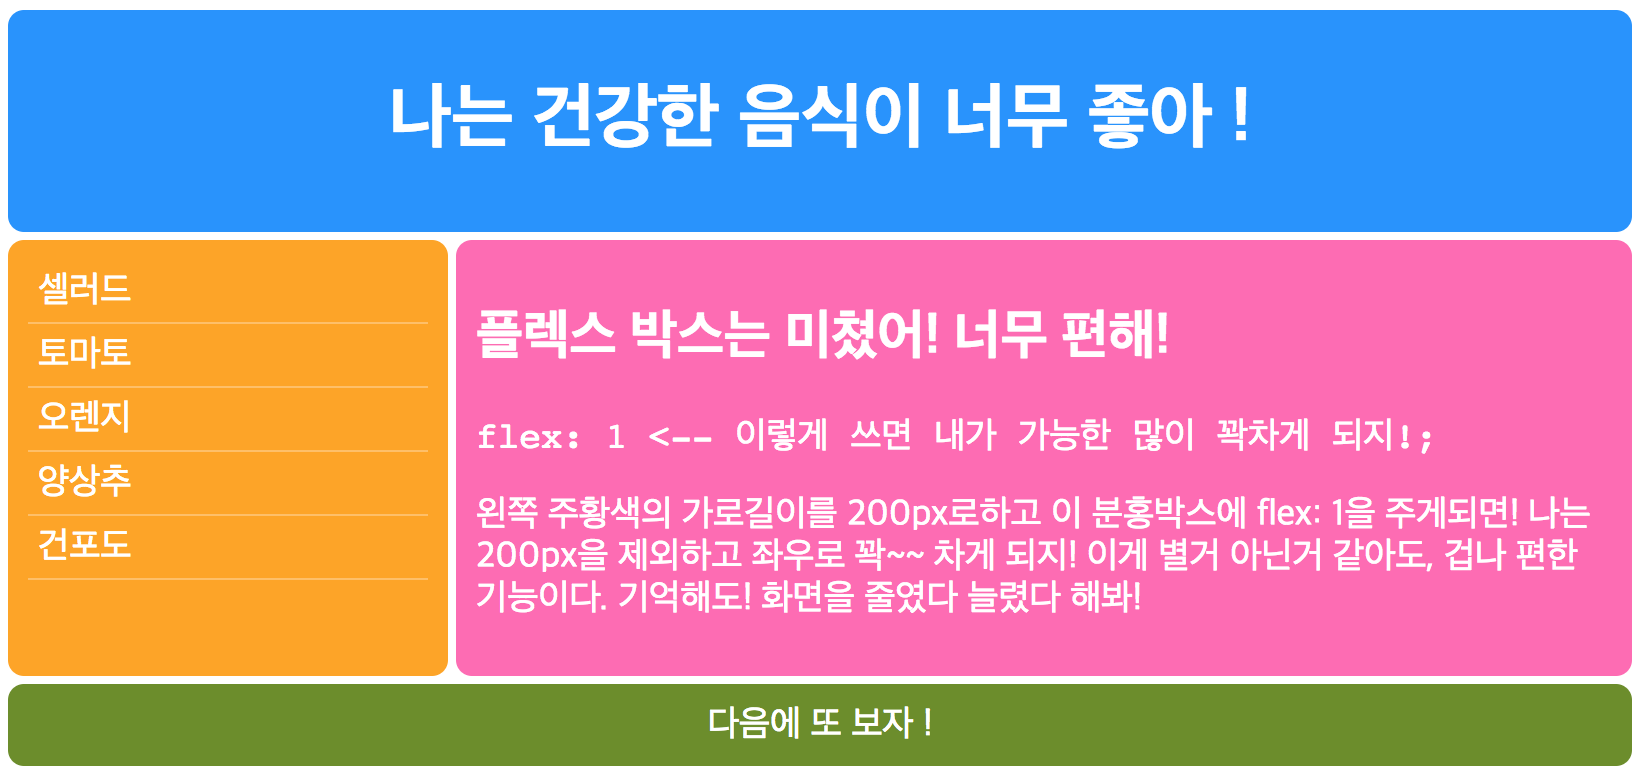 나는 건강한 음식이 너무 좋아 !
셀러드
토마토
오렌지
양상추
건포도
플렉스 박스는 미쳤어! 너무 편해!
flex: 1 <-- 이렇게 쓰면 내가 가능한 많이 꽉차게 되지!;
왼쪽 주황색의 가로길이를 200px로하고 이 분홍박스에 flex: 1을 주게되면! 나는
200px을 제외하고 좌우로 꽉~~ 차게 되지! 이게 별거 아닌거 같아도, 겁나 편한
기능이다. 기억해도! 화면을 줄였다 늘렸다 해봐!
다음에 또 보자 !